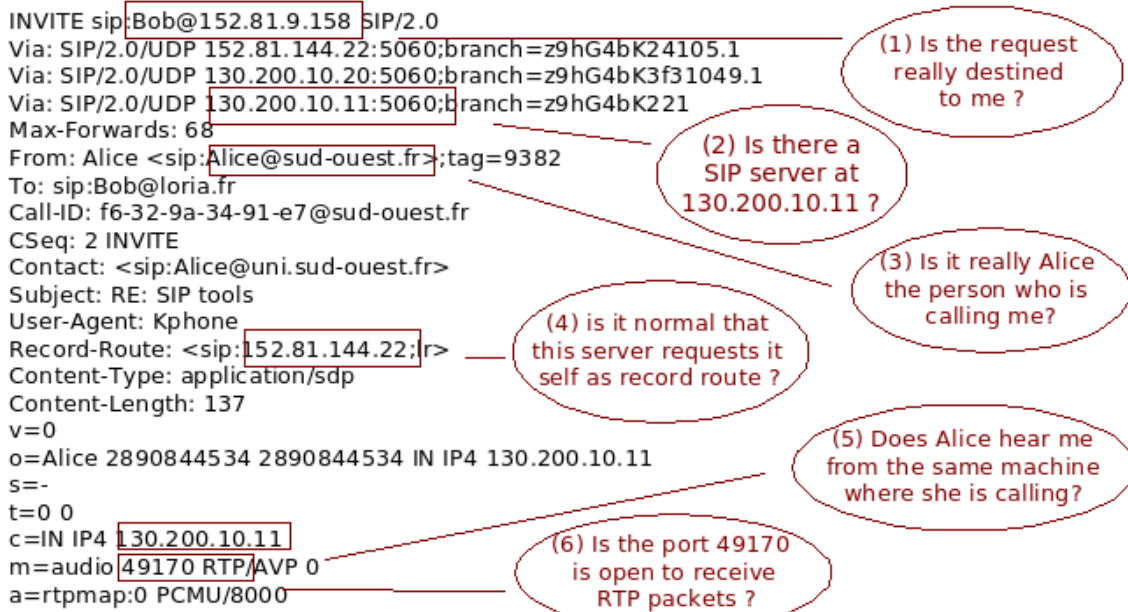 INVITE sip:Bob@152.81.9.158 SIP/2.0
Via: SIP/2.0/UDP 152.81.144.22:5060;branch=z9hG4bK24105.1
Via: SIP/2.0/UDP 130.200.10.20:5060;branch=z9hG4bK3f31049.1
Via: SIP/2.0/UDP 130.200.10.11:5060;branch=z9hG4bK221
Max-Forwards: 68
From: Alice <sip:Alice@sud-ouest.fr>;tag=9382
To: sip:Bob@loria.fr
Call-ID: f6-32-9a-34-91-e7@sud-ouest.fr
CSeq: 2 INVITE
Contact: <sip:Alice@uni.sud-ouest.fr>
Subject: RE: SIP tools
User-Agent: Kphone
Record-Route: <sip:152.81.144.22;lr>
Content-Type: application/sdp
Content-Length: 137
v=0
o=Alice 2890844534 2890844534 IN IP4 130.200.10.11
s=-
t=0 0
c=IN IP4 130.200.10.11
m=audio 49170 RTP/AVP 0
a=rtpmap:0 PCMU/8000
(1) Is the request
really destined
to me ?
(2) Is there a
SIP server at
130.200.10.11 ?
(3) Is it really Alice
the person who is
calling me?
(4) is it normal that
this server requests it
self as record route ?
(5) Does Alice hear me
from the same machine
where she is calling?
(6) Is the port 49170
is open to receive
RTP packets ?